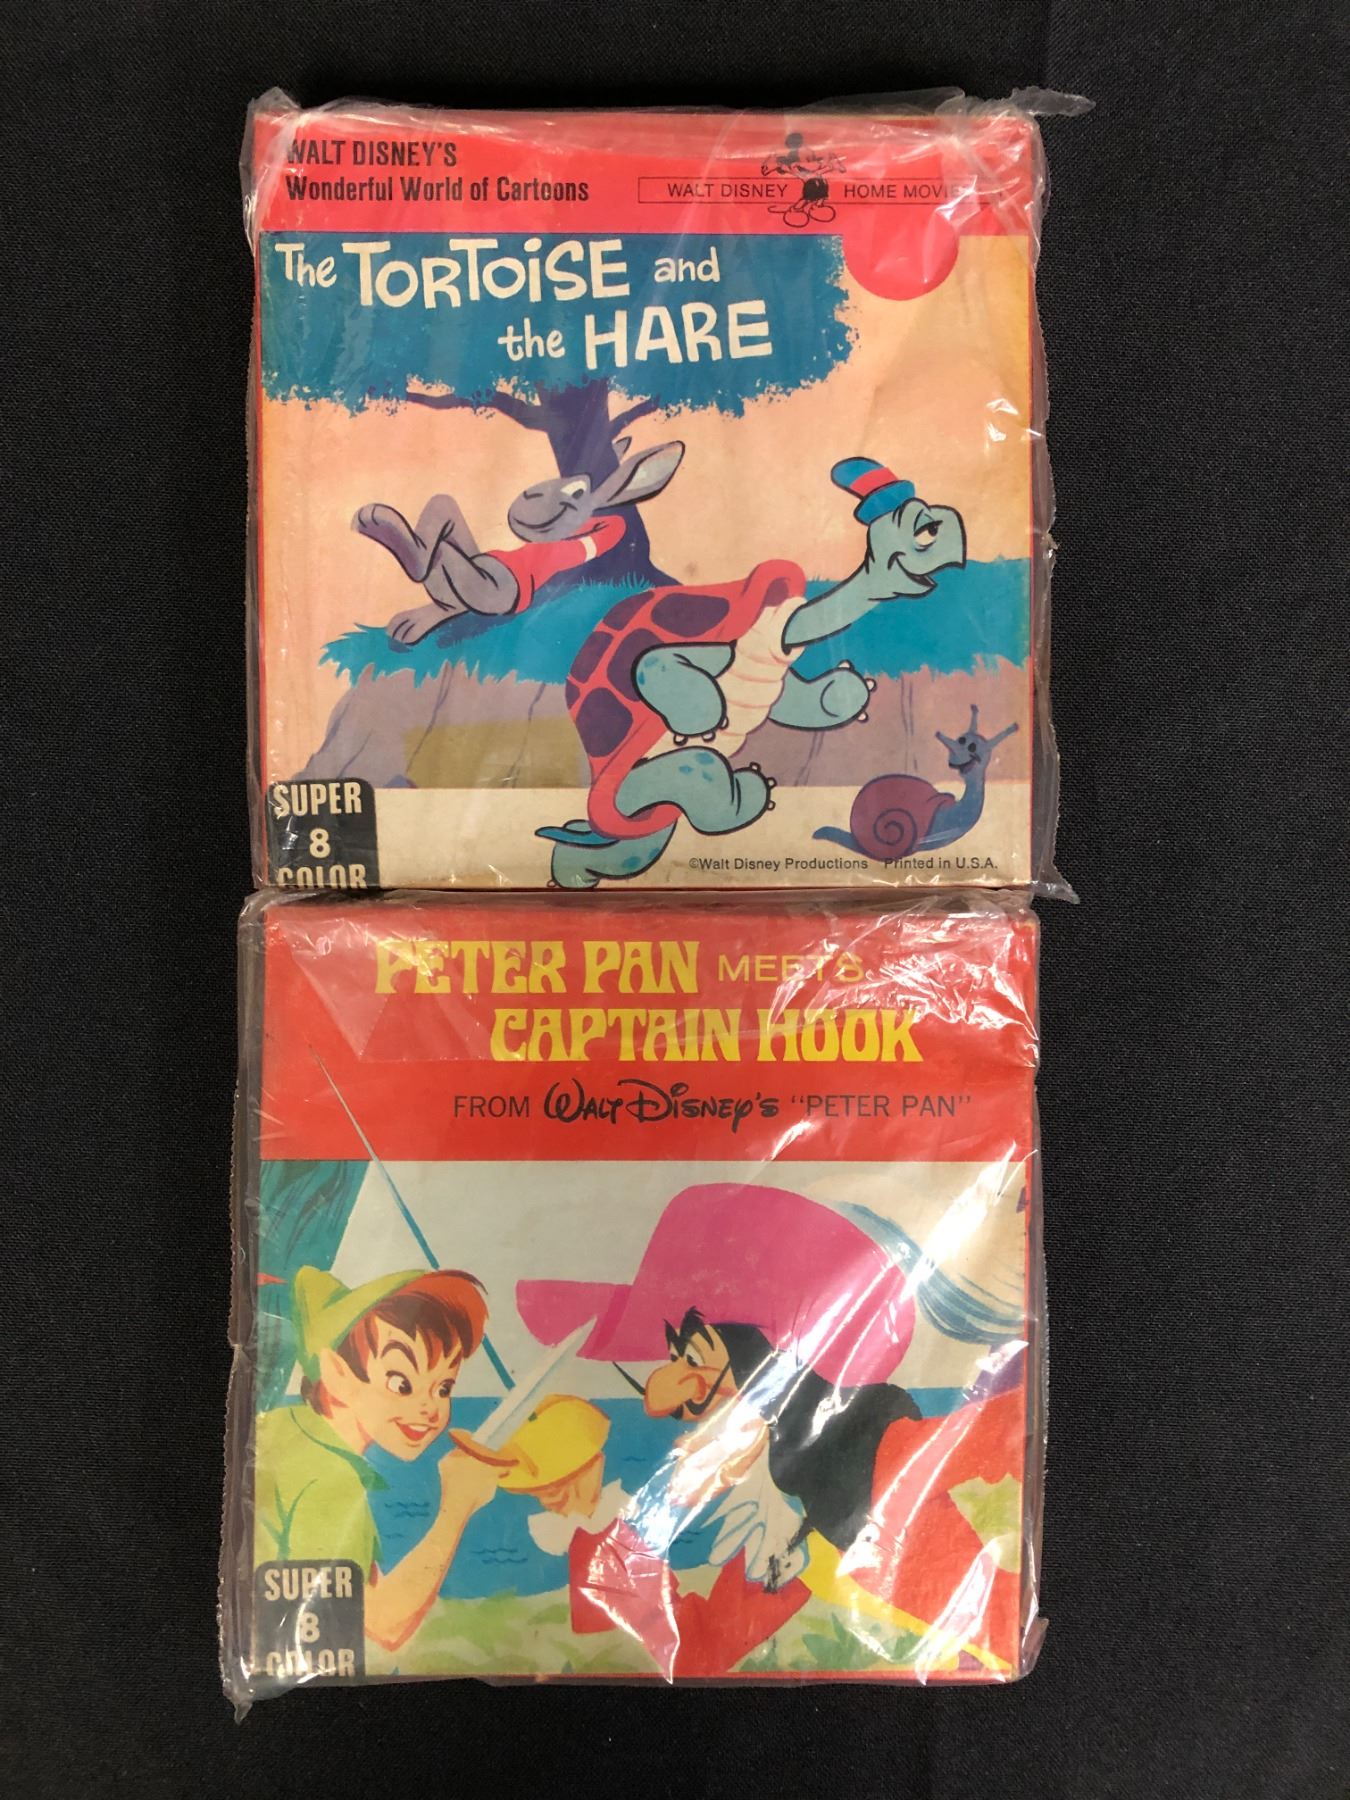 WALT DISNEY'S
Wonderful World of Cartoons
WALT DISNEY HOME MOVIE
The TORTOISE and
the HARE
SUPER
8
COLOR
©Walt Disney Productions Printed in U.S.A.
PETER PAN MEETS
CAPTAIN HOOK
FROM WALT DISNEY'S "PETER PAN"
SUPER
8
COLOR